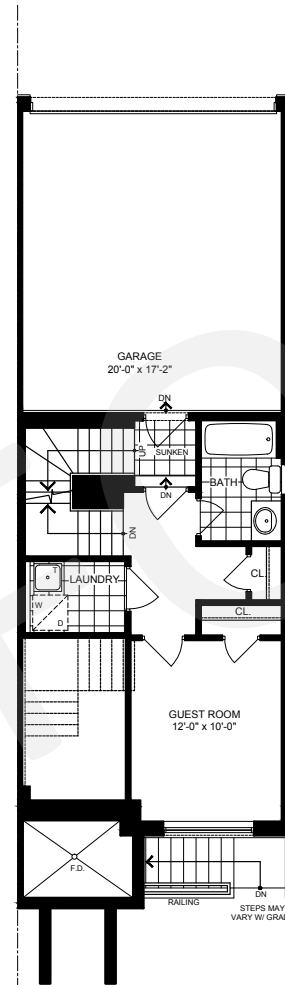 GARAGE
20'-0" x 17'-2"
DN
UP
SUNKEN
DN
BATH
DN
T
LAUNDRY
W
D
CL.
CL.
GUEST ROOM
12'-0" x 10'-0"
F.D.
DN
RAILING
STEPS MAY
VARY W/